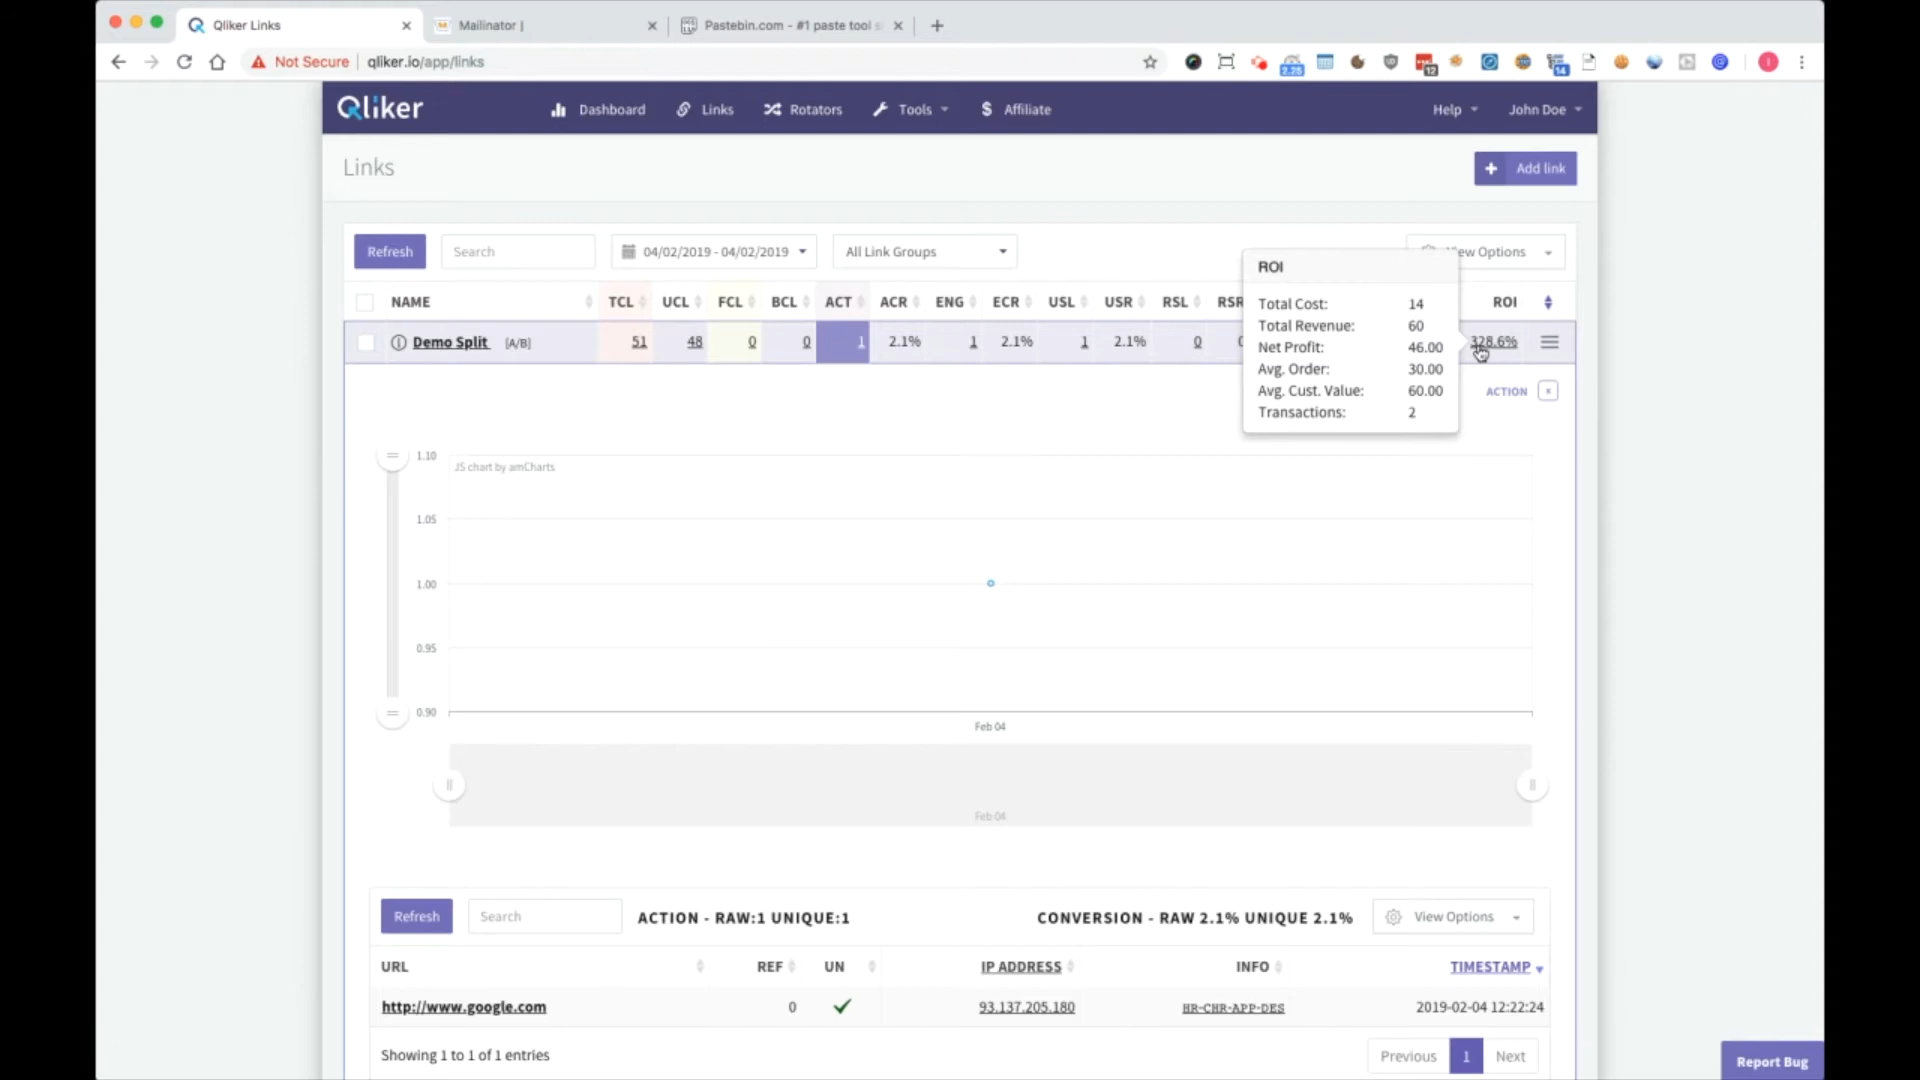 Qliker Links
Mailinator |
Pastebin.com - #1 paste tool s
Not Secure | qliker.io/app/links
2.25
12
14
Qliker
Dashboard
Links
Rotators
Tools
$ Affiliate
Help
John Doe
Links
+ Add link
Refresh
Search
04/02/2019 - 04/02/2019
All Link Groups
View Options
NAME TCL UCL FCL BCL ACT ACR ENG ECR USL USR RSL RSR ROI
Demo Split [A/B] 51 48 0 0 1 2.1% 1 2.1% 1 2.1% 0 328.6%
ROI
Total Cost: 14
Total Revenue: 60
Net Profit: 46.00
Avg. Order: 30.00
Avg. Cust. Value: 60.00
Transactions: 2
ACTION
1.10
JS chart by amCharts
1.05
1.00
0.95
0.90
Feb 04
Feb 04
Refresh
Search
ACTION - RAW:1 UNIQUE:1
CONVERSION - RAW 2.1% UNIQUE 2.1%
View Options
URL REF UN IP ADDRESS INFO TIMESTAMP
http://www.google.com 0 93.137.205.180 HR-CHR-APP-DES 2019-02-04 12:22:24
Showing 1 to 1 of 1 entries
Previous 1 Next
Report Bug